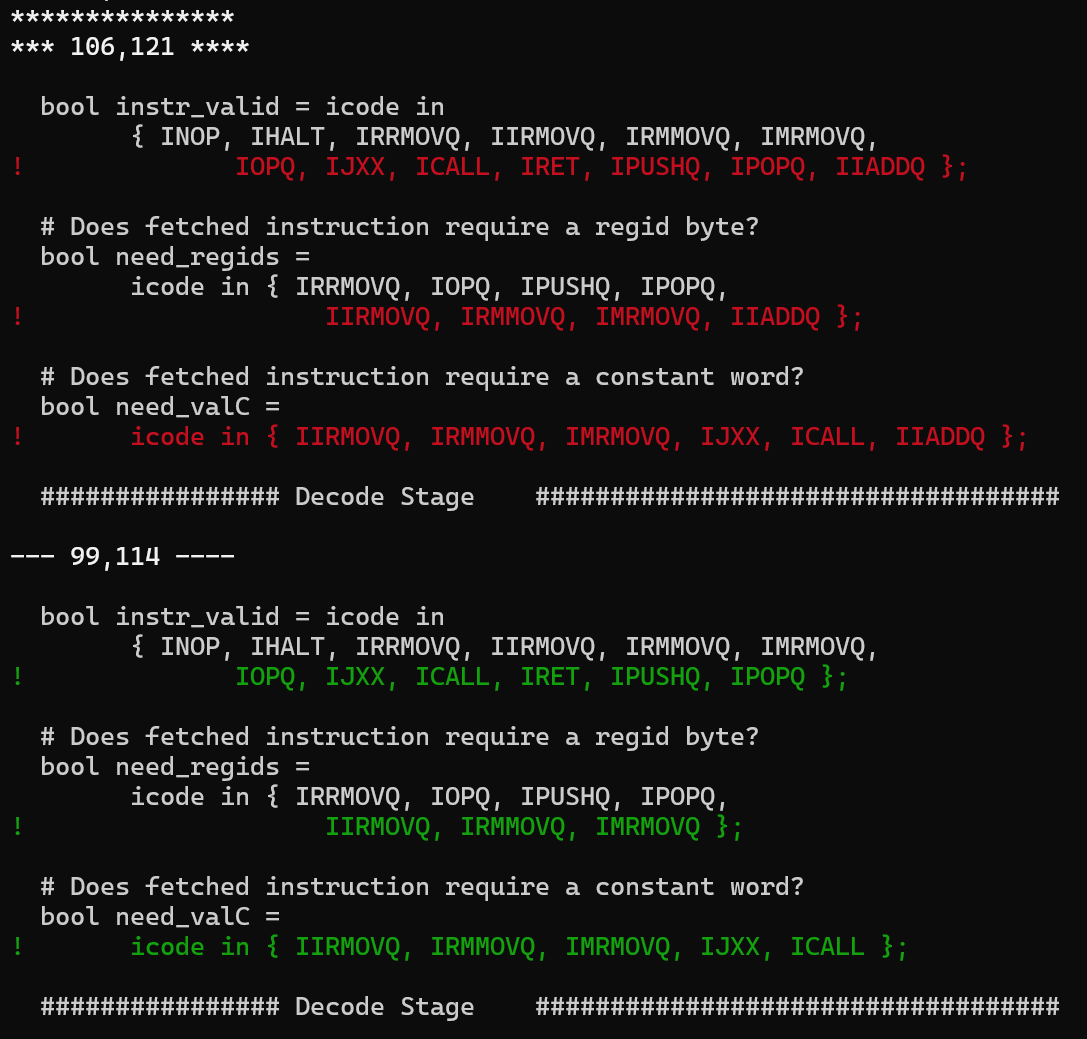 ***************
*** 106,121 ****

  bool instr_valid = icode in
        { INOP, IHALT, IRRMOVQ, IIRMOVQ, IRMMOVQ, IMRMOVQ,
!              IOPQ, IJXX, ICALL, IRET, IPUSHQ, IPOPQ, IIADDQ };

  # Does fetched instruction require a regid byte?
  bool need_regids =
        icode in { IRRMOVQ, IOPQ, IPUSHQ, IPOPQ,
!                    IIRMOVQ, IRMMOVQ, IMRMOVQ, IIADDQ };

  # Does fetched instruction require a constant word?
  bool need_valC =
!       icode in { IIRMOVQ, IRMMOVQ, IMRMOVQ, IJXX, ICALL, IIADDQ };

  ################ Decode Stage    ###################################

--- 99,114 ----

  bool instr_valid = icode in
        { INOP, IHALT, IRRMOVQ, IIRMOVQ, IRMMOVQ, IMRMOVQ,
!              IOPQ, IJXX, ICALL, IRET, IPUSHQ, IPOPQ };

  # Does fetched instruction require a regid byte?
  bool need_regids =
        icode in { IRRMOVQ, IOPQ, IPUSHQ, IPOPQ,
!                    IIRMOVQ, IRMMOVQ, IMRMOVQ };

  # Does fetched instruction require a constant word?
  bool need_valC =
!       icode in { IIRMOVQ, IRMMOVQ, IMRMOVQ, IJXX, ICALL };

  ################ Decode Stage    ###################################